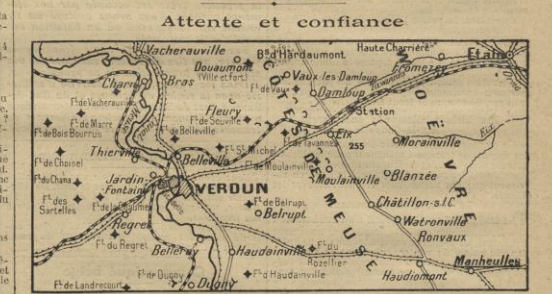 Attente et confiance
Vacherauville
Bras
Douaumont
(Ville et fort)
Bᵈ Hardaumont
Haute Charrière
Etain
Fromezey
Vaux les Damloup
Fᵗ de Vaux
Damloup
Charny
Fᵗ de Vacherauville
Fᵗ de Marre
Fᵗ de Bois Bourrus
Fleury
Fᵗ de Souville
Fᵗ de Belleville
Station
Eix
255
Morainville
Fᵗ Sᵗ Michel
Fᵗ de Tavannes
Fᵗ de Moulainville
Moulainville
Blanzée
Thierville
Belleville
Fᵗ de Choisel
Fᵗ du Chana
Jardin
Fontaine
VERDUN
Fᵗ des
Sartelles
Fᵗ de la Chaume
Fᵗ de Belrupt
Belrupt
Châtillon-s.l.C.
Watronville
Ronvaux
Regret
Fᵗ du Regret
Belleray
Haudainville
Fᵗ du
Rozellier
Manheulles
Haudiomont
Fᵗ de Dugny
Dugny
Fᵗ d'Haudainville
Fᵗ de Landrecourt
CÔTES DE MEUSE
WOEVRE
Meuse
Canal
Orne